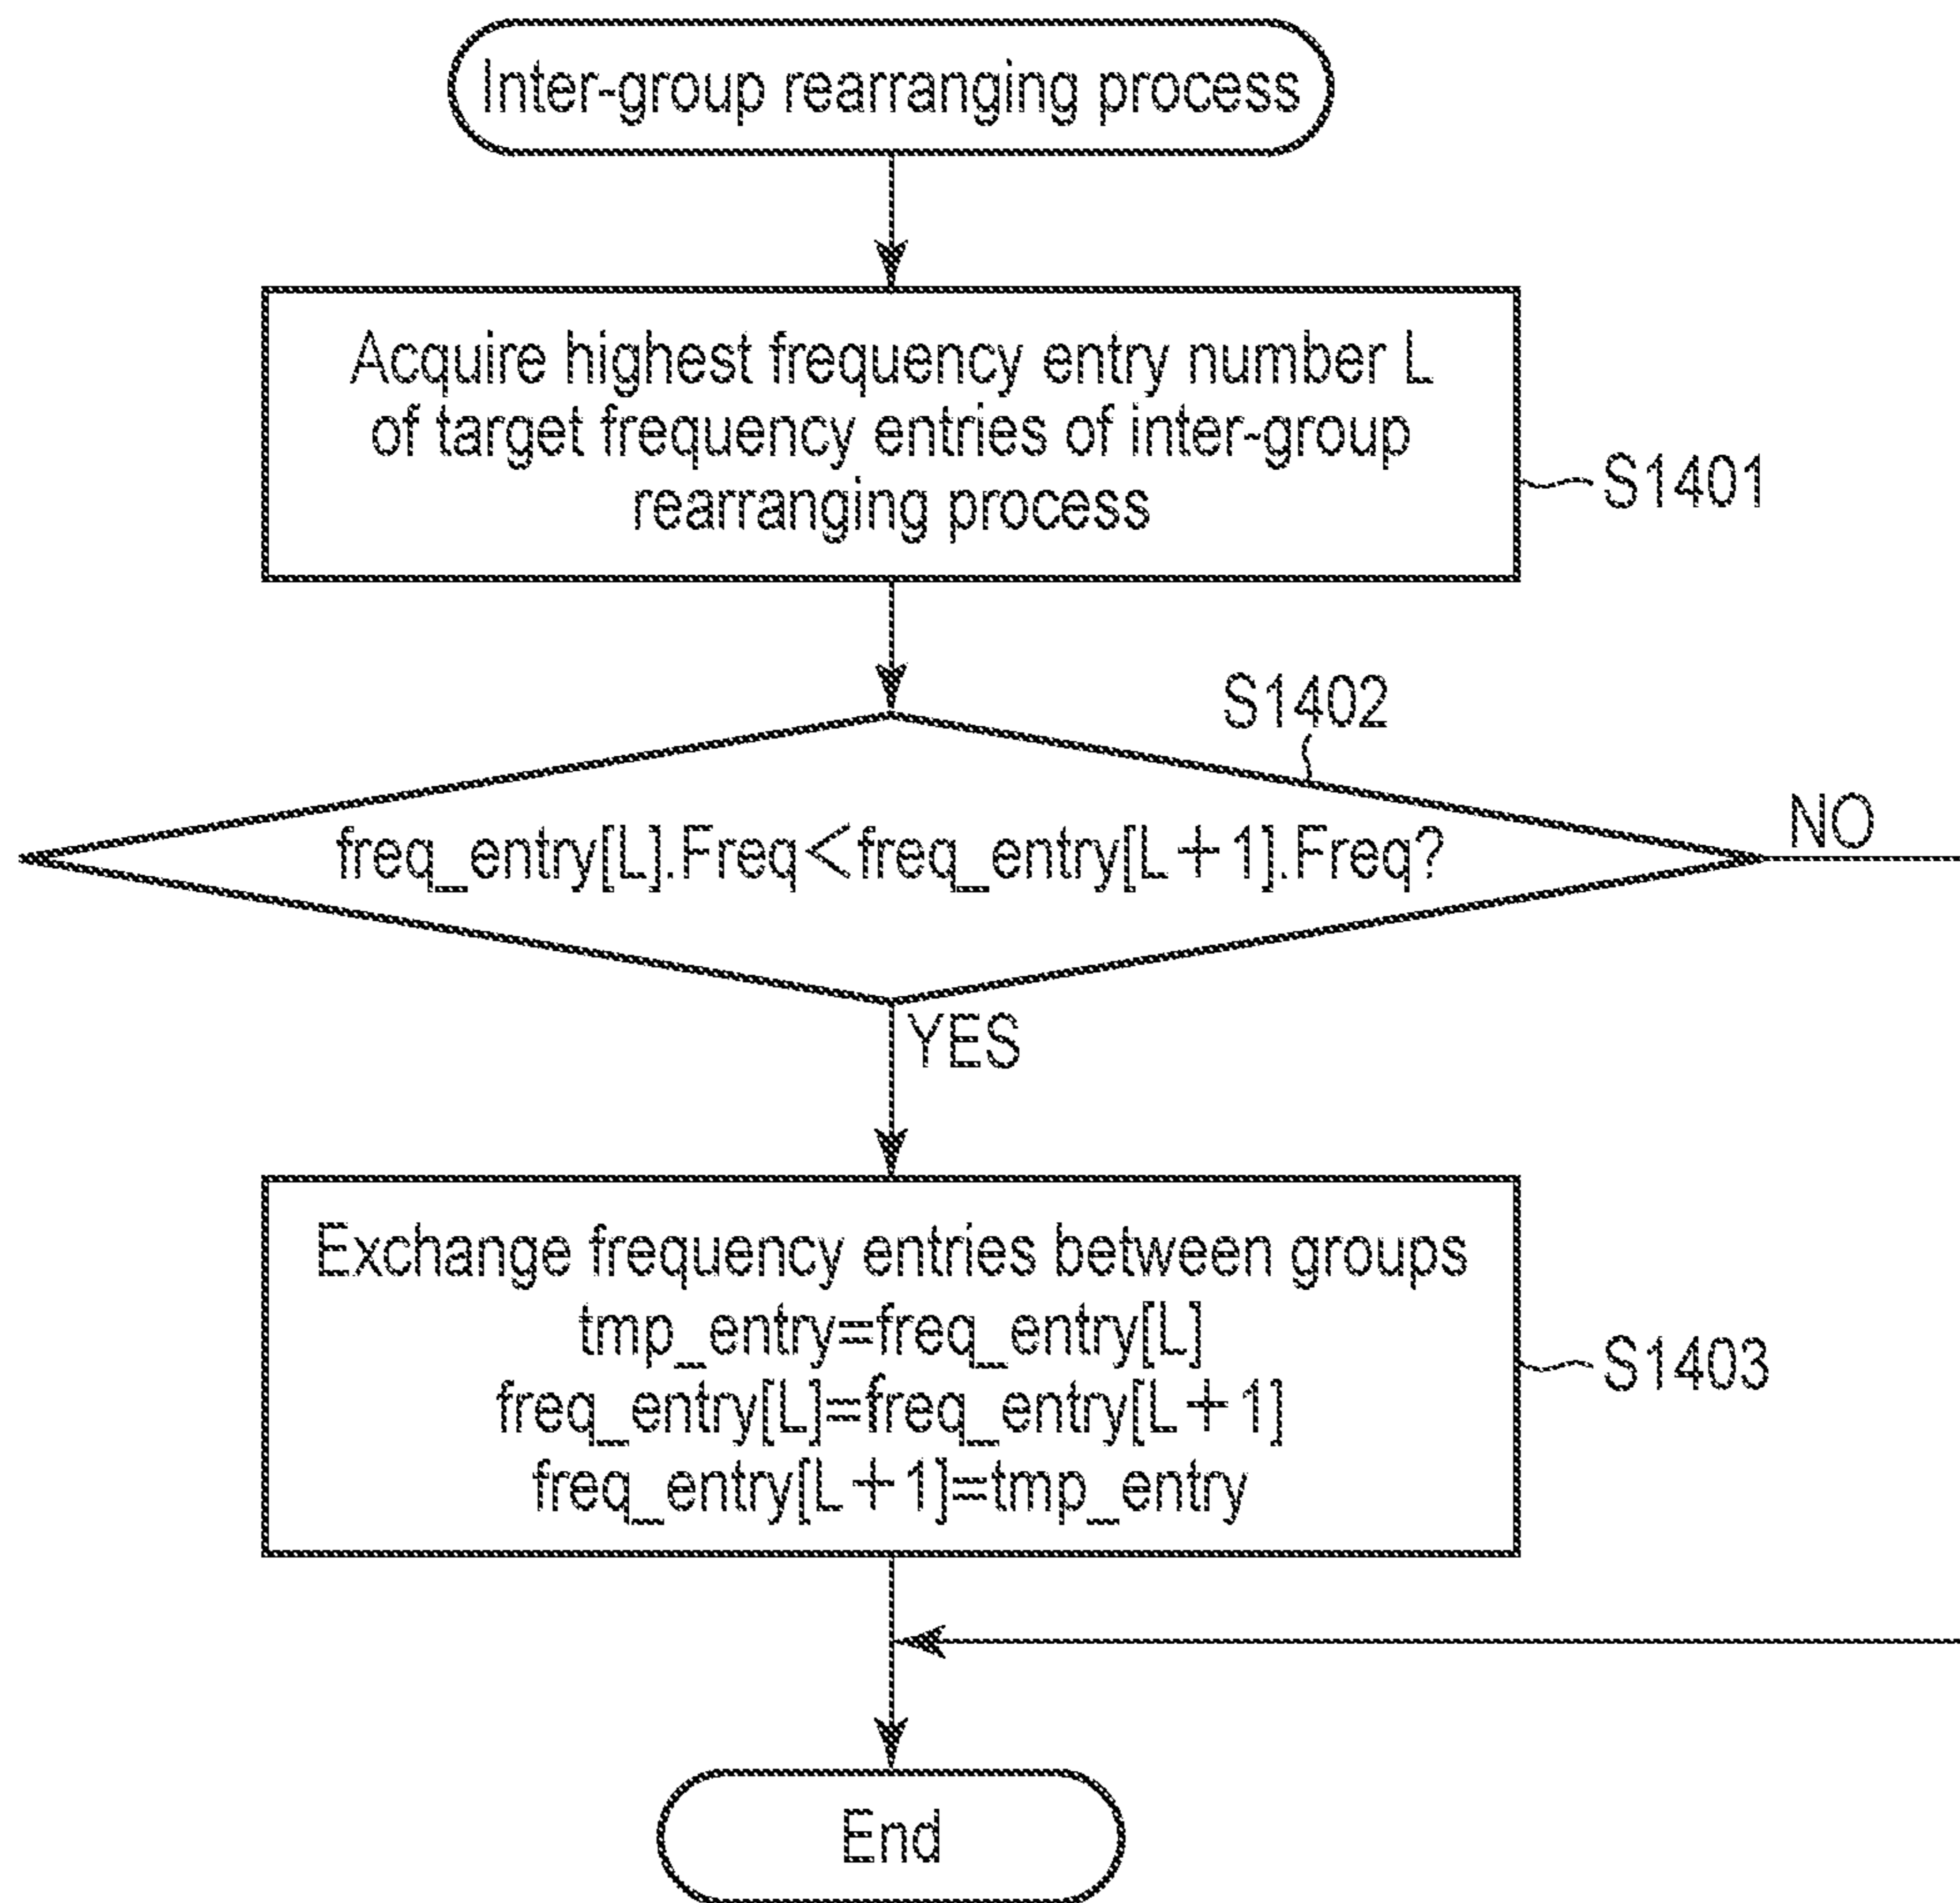 Inter-group rearranging process
Acquire highest frequency entry number L
of target frequency entries of inter-group
rearranging process
S1401
S1402
freq_entry[L].Freq<freq_entry[L+1].Freq?
NO
YES
Exchange frequency entries between groups
tmp_entry=freq_entry[L]
freq_entry[L]=freq_entry[L+1]
freq_entry[L+1]=tmp_entry
S1403
End